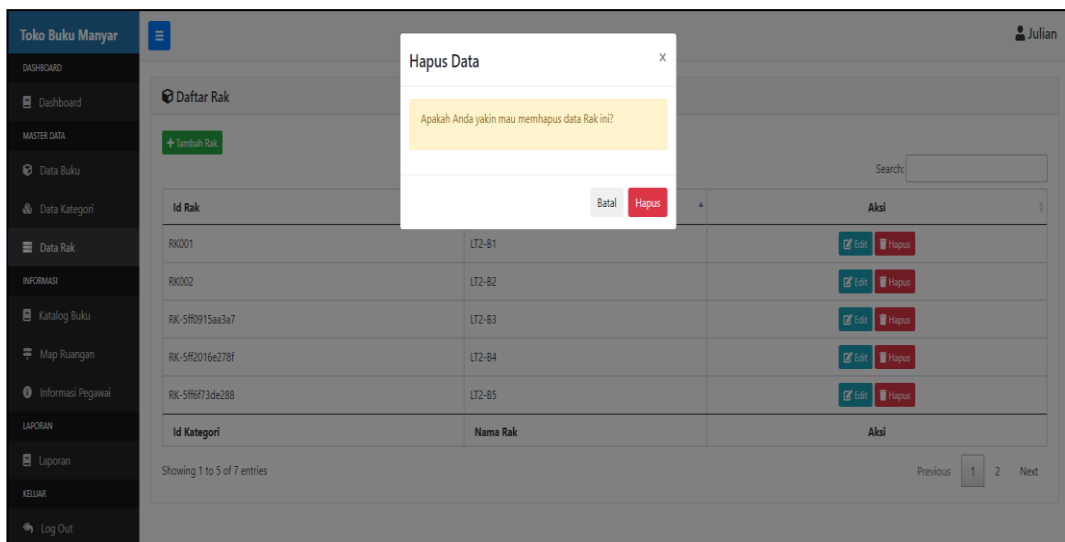 Toko Buku Manyar
Julian
DASHBOARD
Dashboard
MASTER DATA
Data Buku
Data Kategori
Data Rak
INFORMASI
Katalog Buku
Map Ruangan
Informasi Pegawai
LAPORAN
Laporan
KELUAR
Log Out
Hapus Data
x
Apakah Anda yakin mau memhapus data Rak ini?
Batal Hapus
Daftar Rak
+ Tambah Rak
Search:
Id Rak Aksi
RK001 LT2-B1 Edit Hapus
RK002 LT2-B2 Edit Hapus
RK-5ff0915aa3a7 LT2-B3 Edit Hapus
RK-5ff2016e278f LT2-B4 Edit Hapus
RK-5ff6f73de288 LT2-B5 Edit Hapus
Id Kategori Nama Rak Aksi
Showing 1 to 5 of 7 entries
Previous 1 2 Next